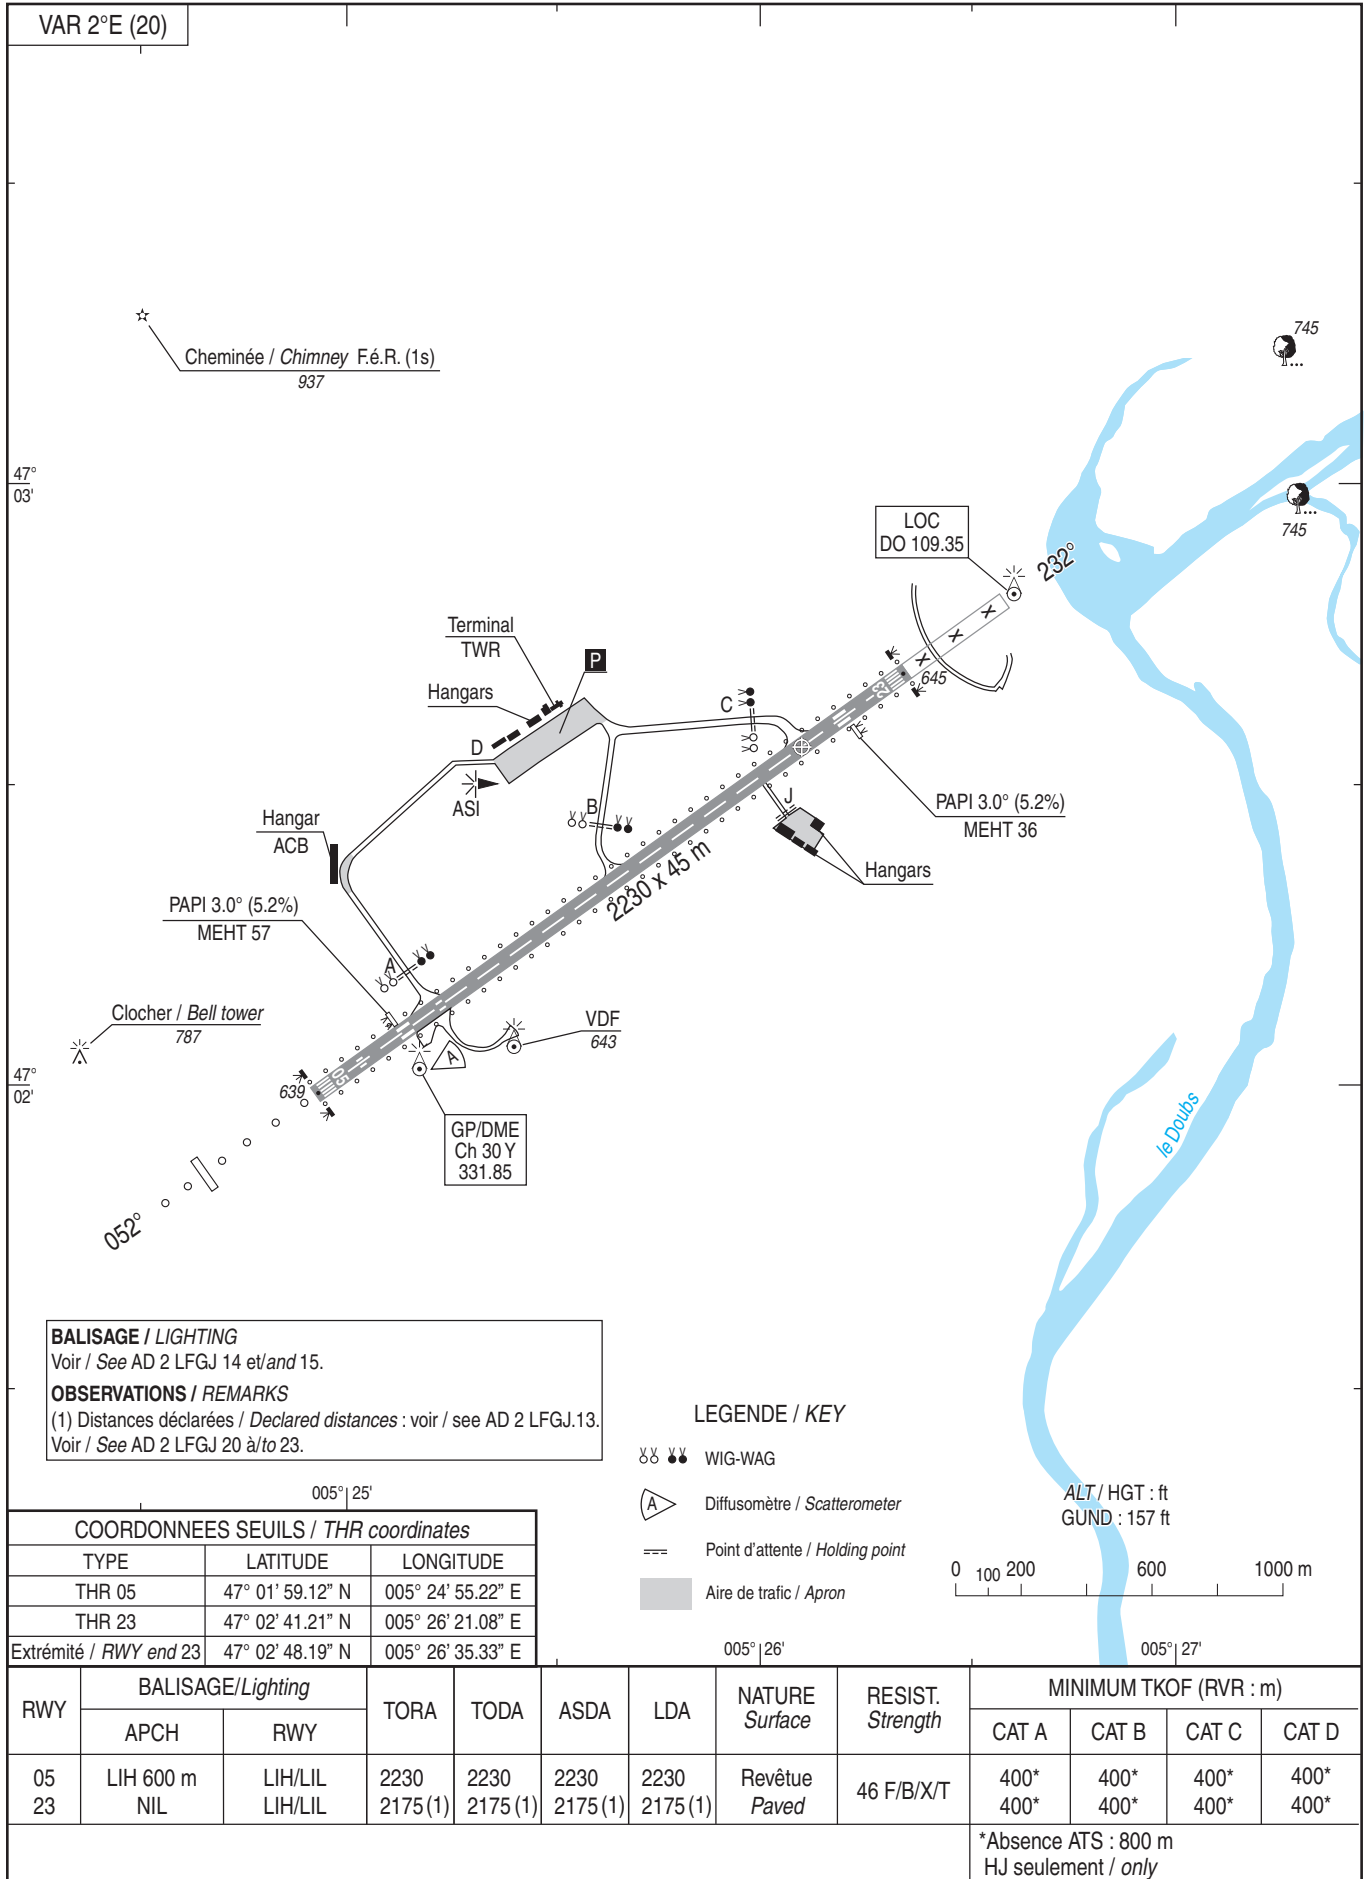 VAR 2°E (20)
Cheminée / Chimney F.é.R. (1s)
937
745
47°
03'
745
LOC
DO 109.35
232°
Terminal
TWR
P
Hangars
C
645
23
D
ASI
B
J
PAPI 3.0° (5.2%)
MEHT 36
Hangar
ACB
Hangars
2230 x 45 m
PAPI 3.0° (5.2%)
MEHT 57
A
Clocher / Bell tower
787
VDF
643
A
47°
02'
639
05
GP/DME
Ch 30 Y
331.85
le Doubs
052°
BALISAGE / LIGHTING
Voir / See AD 2 LFGJ 14 et/and 15.
OBSERVATIONS / REMARKS
(1) Distances déclarées / Declared distances : voir / see AD 2 LFGJ.13.
Voir / See AD 2 LFGJ 20 à/to 23.
LEGENDE / KEY
WIG-WAG
A Diffusomètre / Scatterometer
Point d'attente / Holding point
Aire de trafic / Apron
ALT / HGT : ft
GUND : 157 ft
0 100 200 600 1000 m
005° 25'
005° 26'
005° 27'
COORDONNEES SEUILS / THR coordinates
TYPE LATITUDE LONGITUDE
THR 05 47° 01' 59.12" N 005° 24' 55.22" E
THR 23 47° 02' 41.21" N 005° 26' 21.08" E
Extrémité / RWY end 23 47° 02' 48.19" N 005° 26' 35.33" E
RWY BALISAGE/Lighting TORA TODA ASDA LDA NATURE Surface RESIST. Strength MINIMUM TKOF (RVR : m)
APCH RWY CAT A CAT B CAT C CAT D
05 LIH 600 m LIH/LIL 2230 2230 2230 2230 Revêtue 46 F/B/X/T 400* 400* 400* 400*
23 NIL LIH/LIL 2175 (1) 2175 (1) 2175 (1) 2175 (1) Paved 400* 400* 400* 400*
*Absence ATS : 800 m
HJ seulement / only